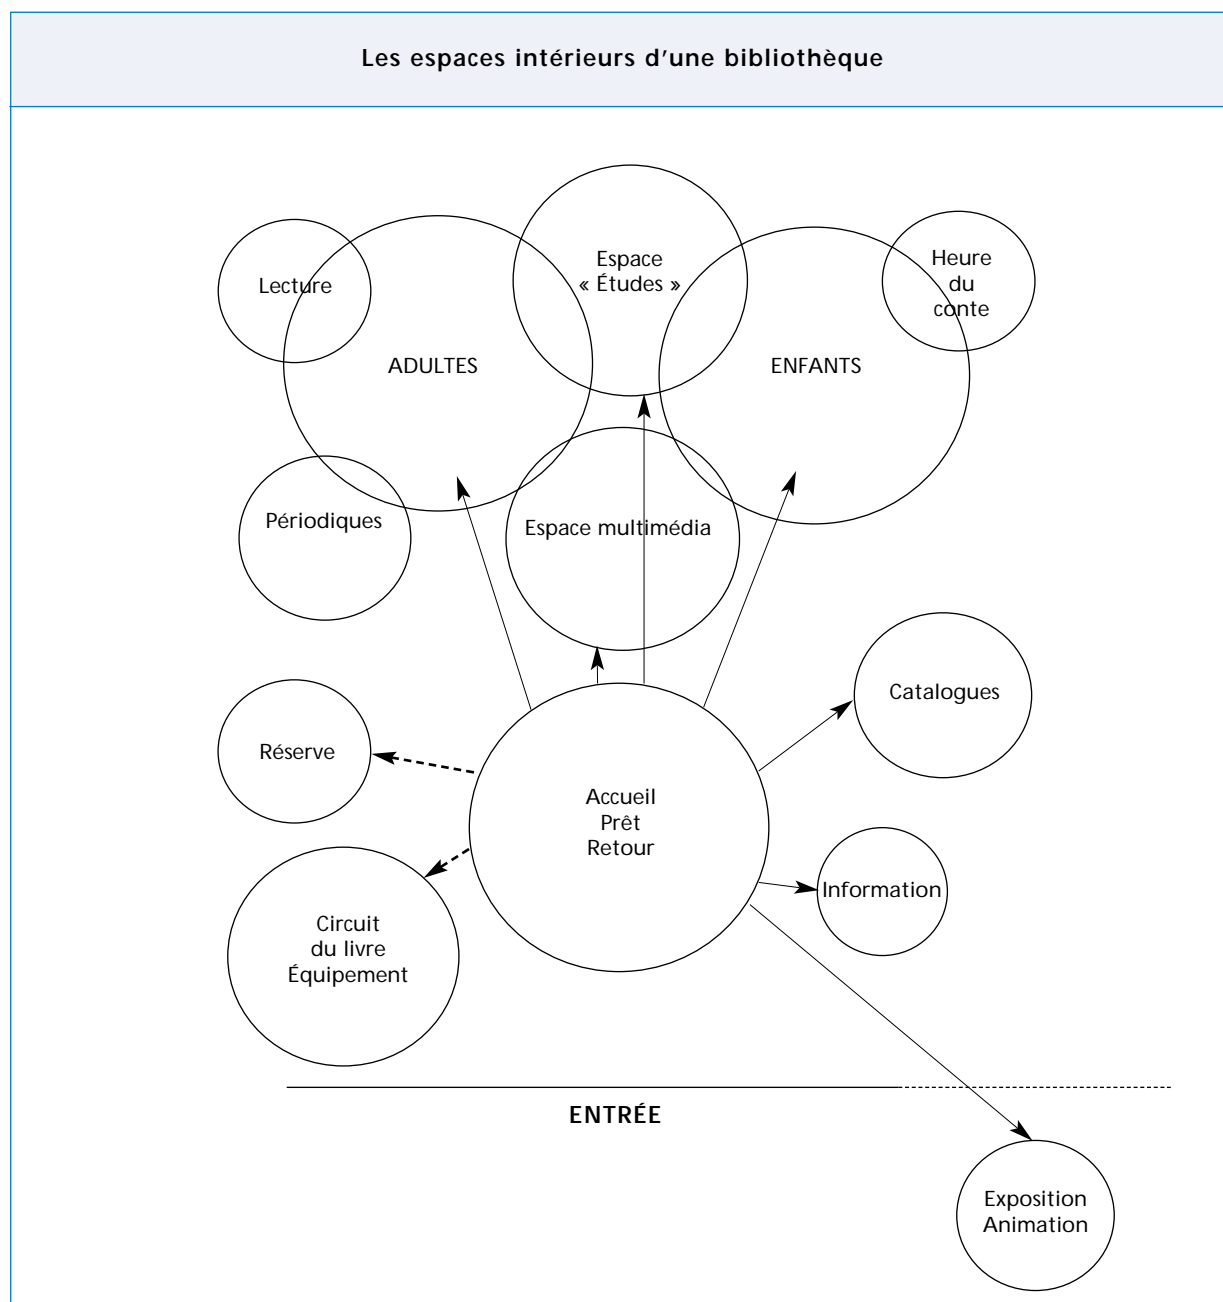 Les espaces intérieurs d'une bibliothèque
Lecture
Espace
« Études »
Heure
du
conte
ADULTES
ENFANTS
Périodiques
Espace multimédia
Catalogues
Réserve
Accueil
Prêt
Retour
Information
Circuit
du livre
Équipement
ENTRÉE
Exposition
Animation